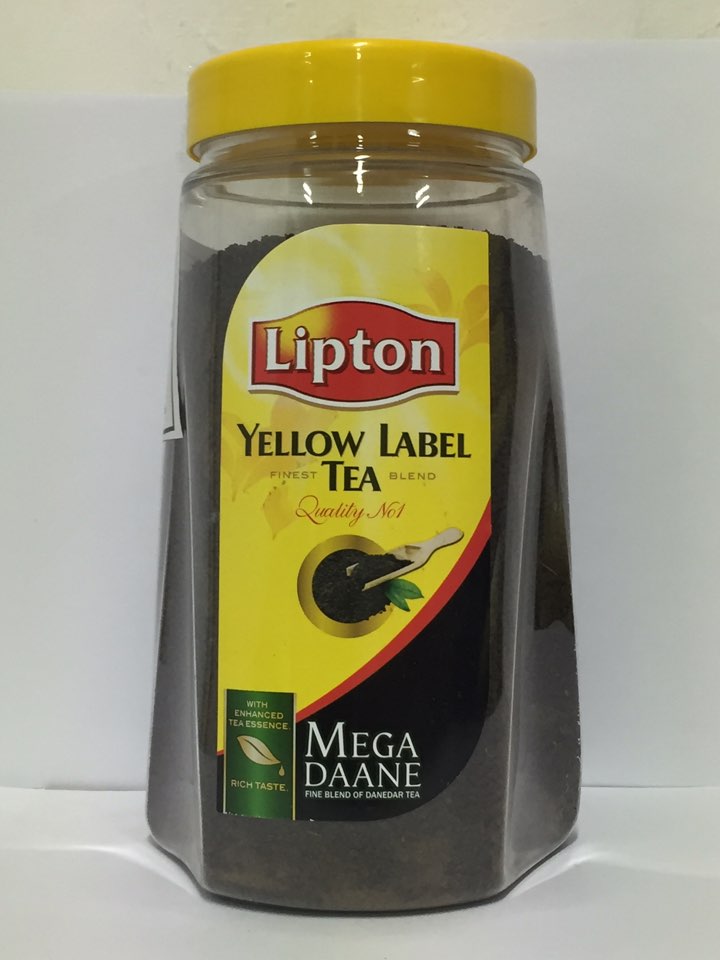 Lipton
YELLOW LABEL
FINEST TEA BLEND
Quality No1
WITH
ENHANCED
TEA ESSENCE.
RICH TASTE.
MEGA
DAANE
FINE BLEND OF DANEDAR TEA